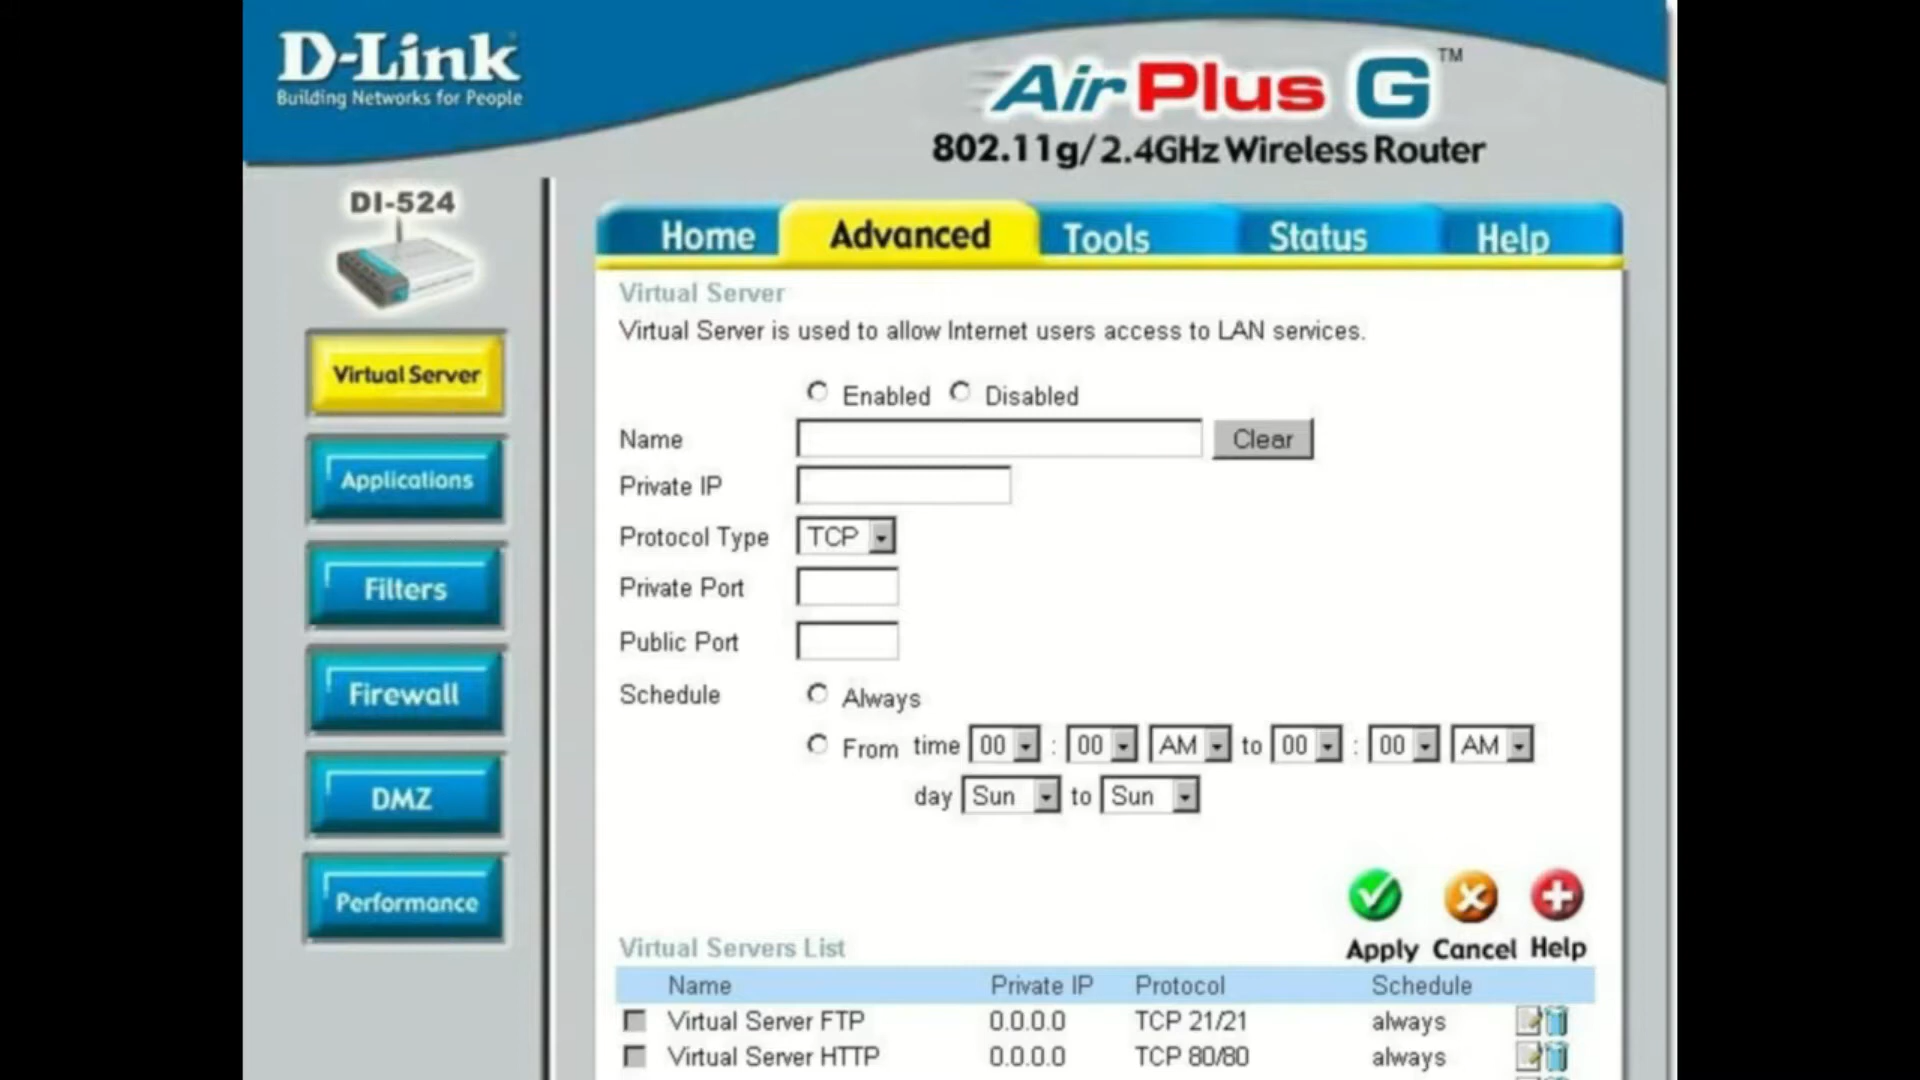 D-Link
Building Networks for People
AirPlus G™
802.11g/2.4GHz Wireless Router
DI-524
Home Advanced Tools Status Help
Virtual Server
Applications
Filters
Firewall
DMZ
Performance
Virtual Server
Virtual Server is used to allow Internet users access to LAN services.
Enabled Disabled
Name Clear
Private IP
Protocol Type TCP
Private Port
Public Port
Schedule Always
From time 00 : 00 AM to 00 : 00 AM
day Sun to Sun
Apply Cancel Help
Virtual Servers List
Name Private IP Protocol Schedule
Virtual Server FTP 0.0.0.0 TCP 21/21 always
Virtual Server HTTP 0.0.0.0 TCP 80/80 always